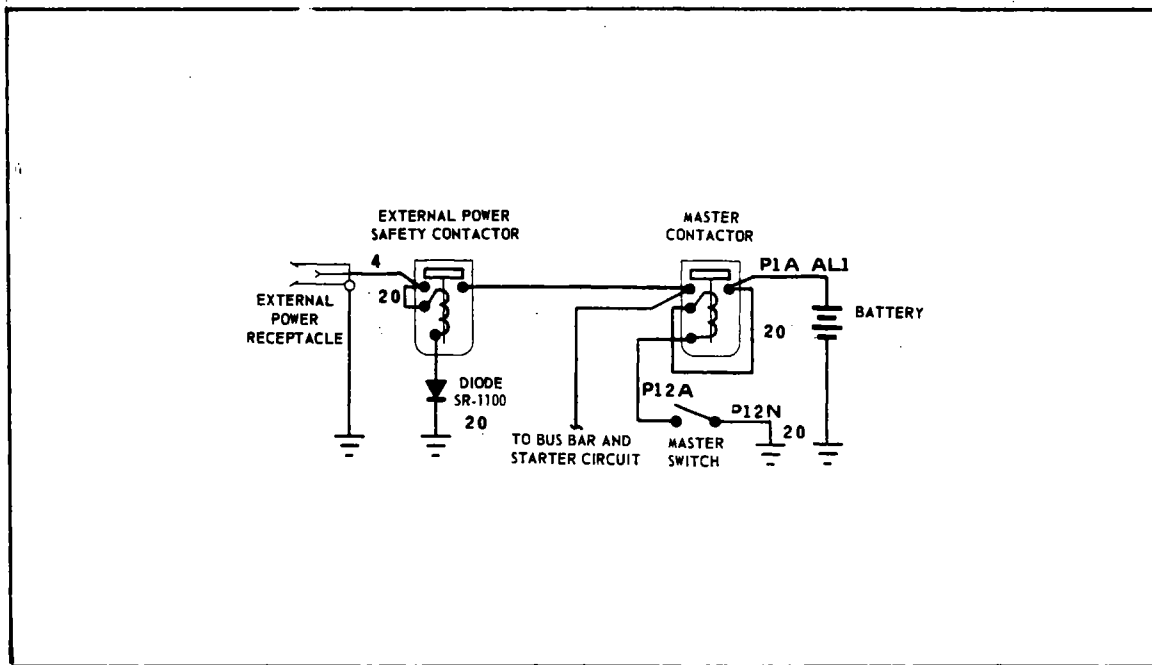 EXTERNAL POWER
SAFETY CONTACTOR
MASTER
CONTACTOR
4
P1A AL1
20
EXTERNAL
POWER
RECEPTACLE
BATTERY
20
DIODE
SR-1100
20
P12A
P12N
20
TO BUS BAR AND
STARTER CIRCUIT
MASTER
SWITCH